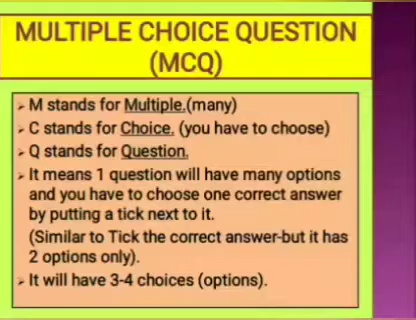 MULTIPLE CHOICE QUESTION
(MCQ)
➢ M stands for Multiple.(many)
➢ C stands for Choice. (you have to choose)
➢ Q stands for Question.
➢ It means 1 question will have many options
and you have to choose one correct answer
by putting a tick next to it.
(Similar to Tick the correct answer-but it has
2 options only).
➢ It will have 3-4 choices (options).